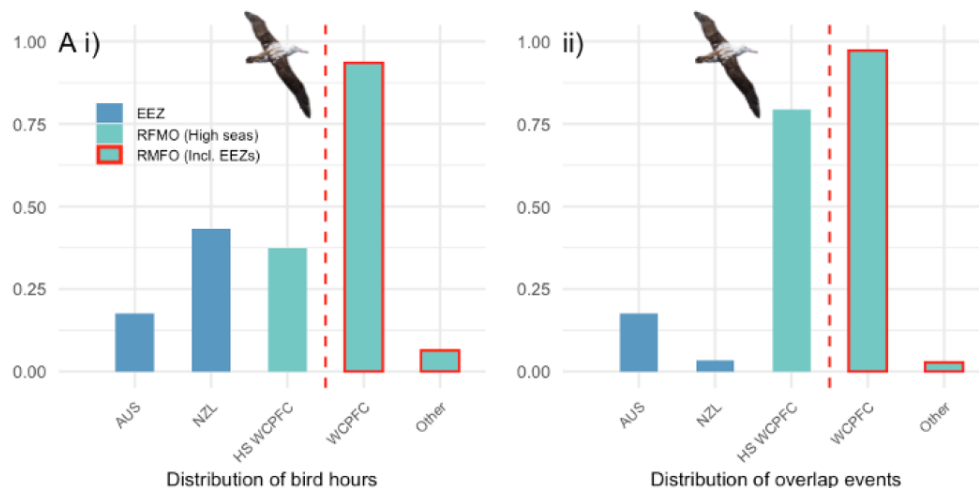 A i)
1.00
0.75
0.50
0.25
0.00
EEZ
RFMO (High seas)
RMFO (Incl. EEZs)
AUS
NZL
HS WCPFC
WCPFC
Other
Distribution of bird hours
ii)
1.00
0.75
0.50
0.25
0.00
AUS
NZL
HS WCPFC
WCPFC
Other
Distribution of overlap events